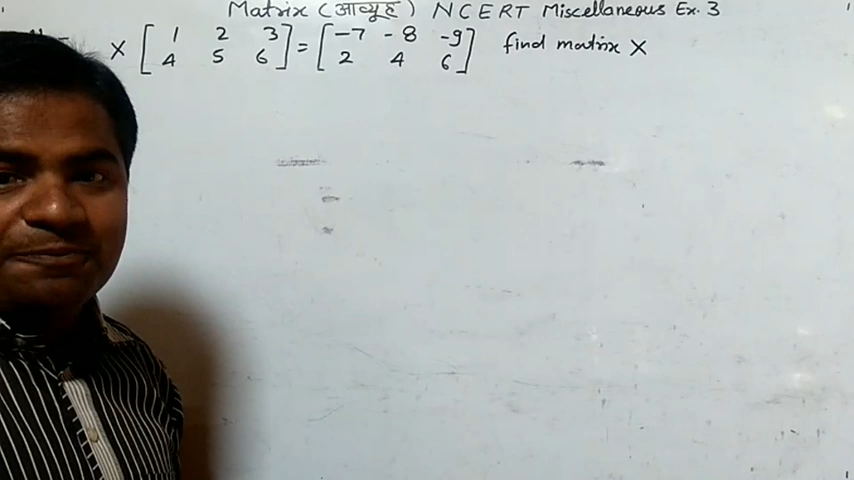 Matrix (आव्यूह) NCERT Miscellaneous Ex. 3
X [ 1 2 3 ] = [ -7 -8 -9 ] find matrix X
4 5 6 2 4 6